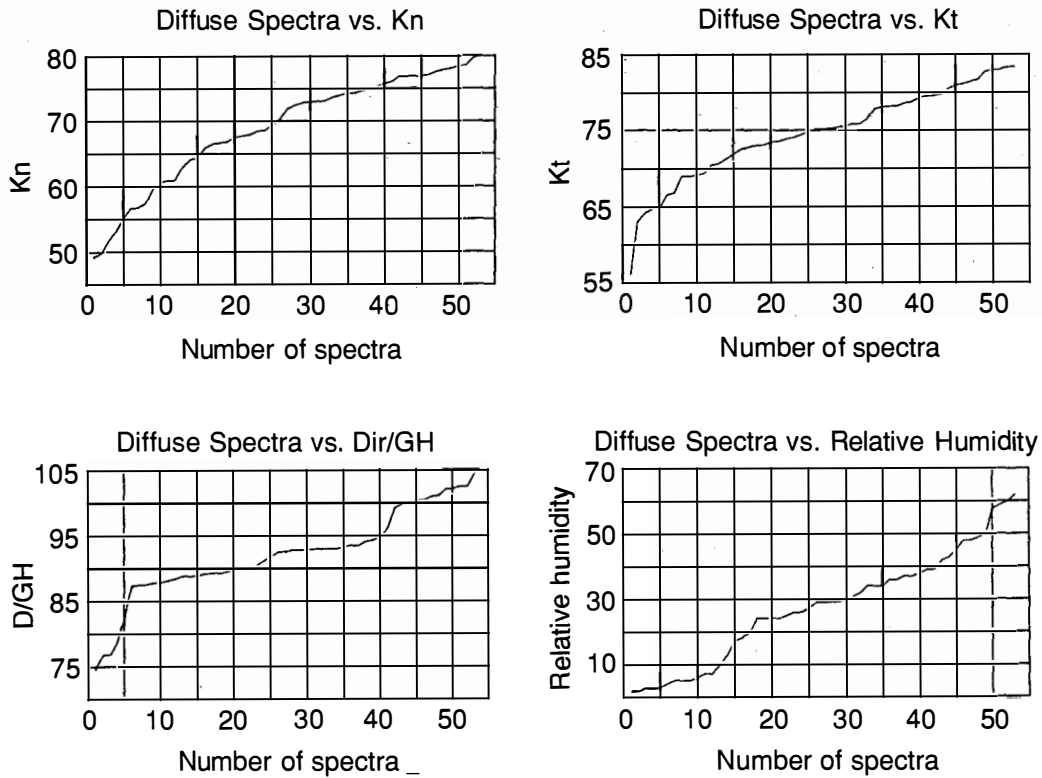 Diffuse Spectra vs. Kn
80
70
60
50
Kn
0 10 20 30 40 50
Number of spectra
Diffuse Spectra vs. Kt
85
75
65
55
Kt
0 10 20 30 40 50
Number of spectra
Diffuse Spectra vs. Dir/GH
105
95
85
75
D/GH
0 10 20 30 40 50
Number of spectra _
Diffuse Spectra vs. Relative Humidity
70
50
30
10
Relative humidity
0 10 20 30 40 50
Number of spectra